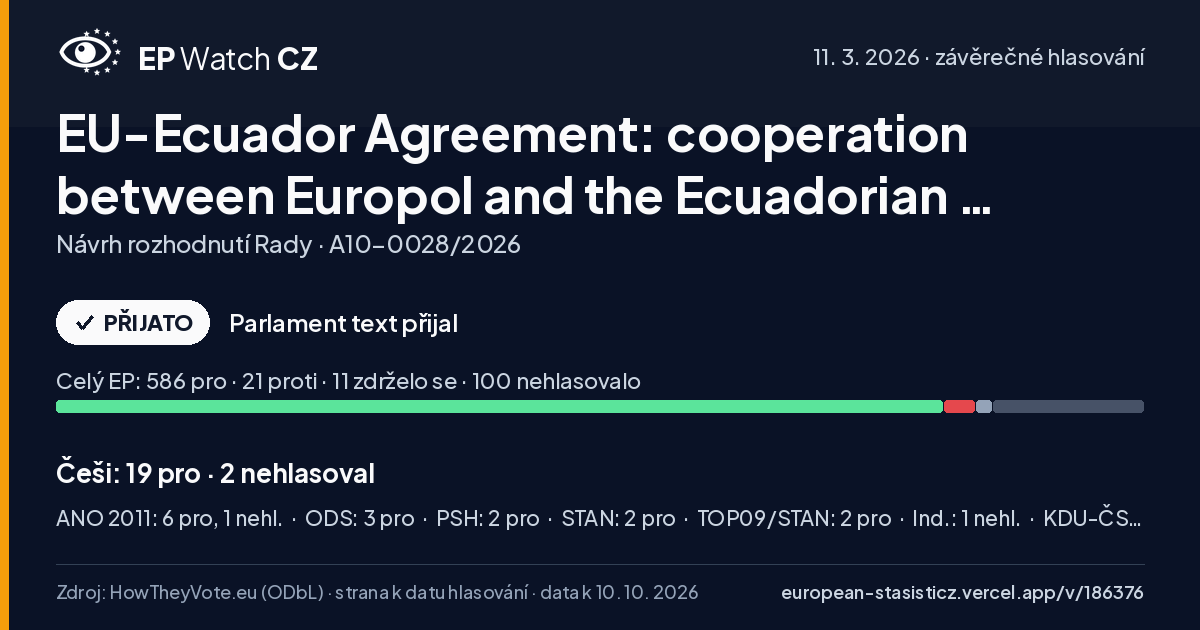 EP Watch CZ
11. 3. 2026 · závěrečné hlasování
EU-Ecuador Agreement: cooperation
between Europol and the Ecuadorian …
Návrh rozhodnutí Rady · A10-0028/2026
✓ PŘIJATO
Parlament text přijal
Celý EP: 586 pro · 21 proti · 11 zdrželo se · 100 nehlasovalo
Češi: 19 pro · 2 nehlasoval
ANO 2011: 6 pro, 1 nehl. · ODS: 3 pro · PSH: 2 pro · STAN: 2 pro · TOP09/STAN: 2 pro · Ind.: 1 nehl. · KDU-ČS…
Zdroj: HowTheyVote.eu (ODbL) · strana k datu hlasování · data k 10. 10. 2026
european-stasisticz.vercel.app/v/186376